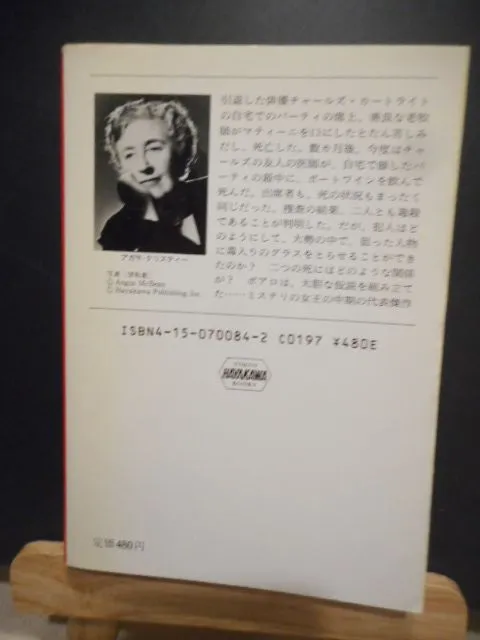 引退した俳優チャールズ・カートライト
の自宅でのパーティの席上、善良な老牧
師がマティーニを口にしたとたん苦しみ
だし、死亡した。数か月後、今度はチャ
ールズの友人の医師が、自宅で催したパ
ーティの最中に、ポートワインを飲んで
死んだ。出席者も、死の状況もまったく
同じだった。捜査の結果、二人とも毒殺
であることが判明した。だが、犯人はど
のようにして、大勢の中で、狙った人物
に毒入りのグラスをとらせることができ
たのか？ 二つの死にはどのような関係
が？ ポアロは、大胆な仮説を組み立て
た……ミステリの女王の中期の代表傑作
アガサ・クリスティー
© Angus McBean
© Hayakawa Publishing, Inc.
ISBN4-15-070084-2 C0197 ¥480E
HAYAKAWA
BOOKS
定価480円